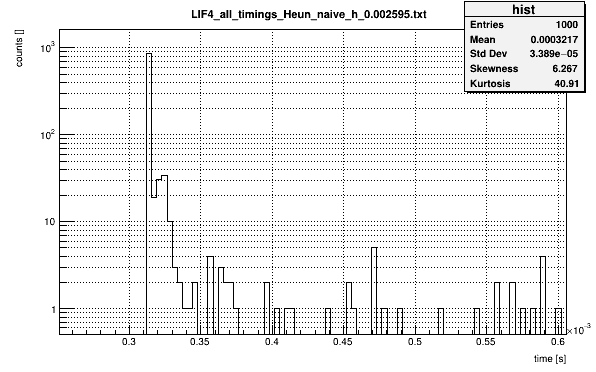 LIF4_all_timings_Heun_naive_h_0.002595.txt
hist
Entries 1000
Mean 0.0003217
Std Dev 3.389e−05
Skewness 6.267
Kurtosis 40.91
counts []
10³
10²
10
1
0.3 0.35 0.4 0.45 0.5 0.55 0.6
×10⁻³
time [s]